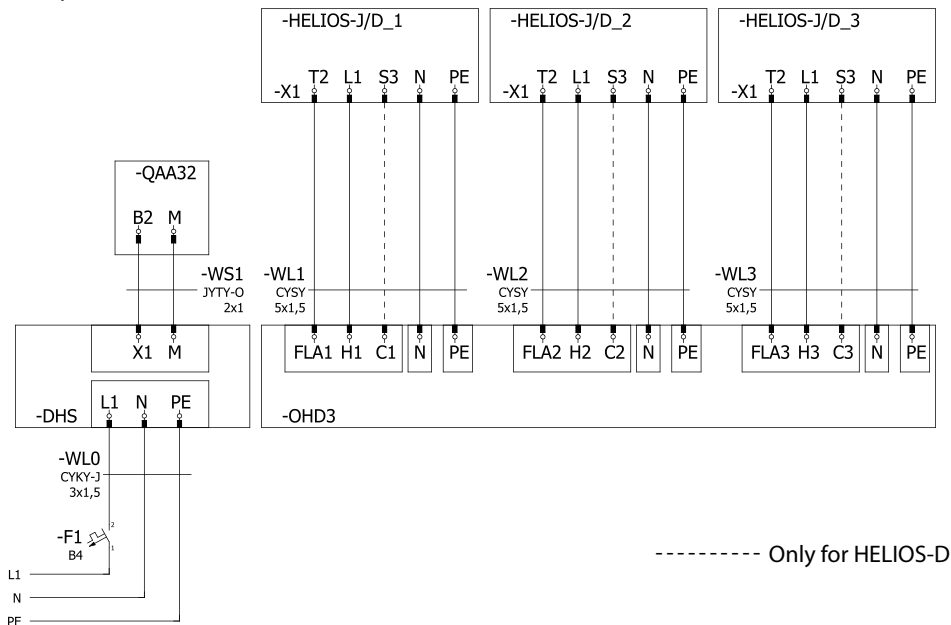 -HELIOS-J/D_1 -HELIOS-J/D_2 -HELIOS-J/D_3
T2 L1 S3 N PE T2 L1 S3 N PE T2 L1 S3 N PE
-X1 -X1 -X1
-QAA32
B2 M
-WS1 -WL1 -WL2 -WL3
JYTY-O CYSY CYSY CYSY
2x1 5x1,5 5x1,5 5x1,5
X1 M FLA1 H1 C1 N PE FLA2 H2 C2 N PE FLA3 H3 C3 N PE
L1 N PE
-DHS -OHD3
-WL0
CYKY-J
3x1,5
2
-F1
B4
1
Only for HELIOS-D
L1
N
PE